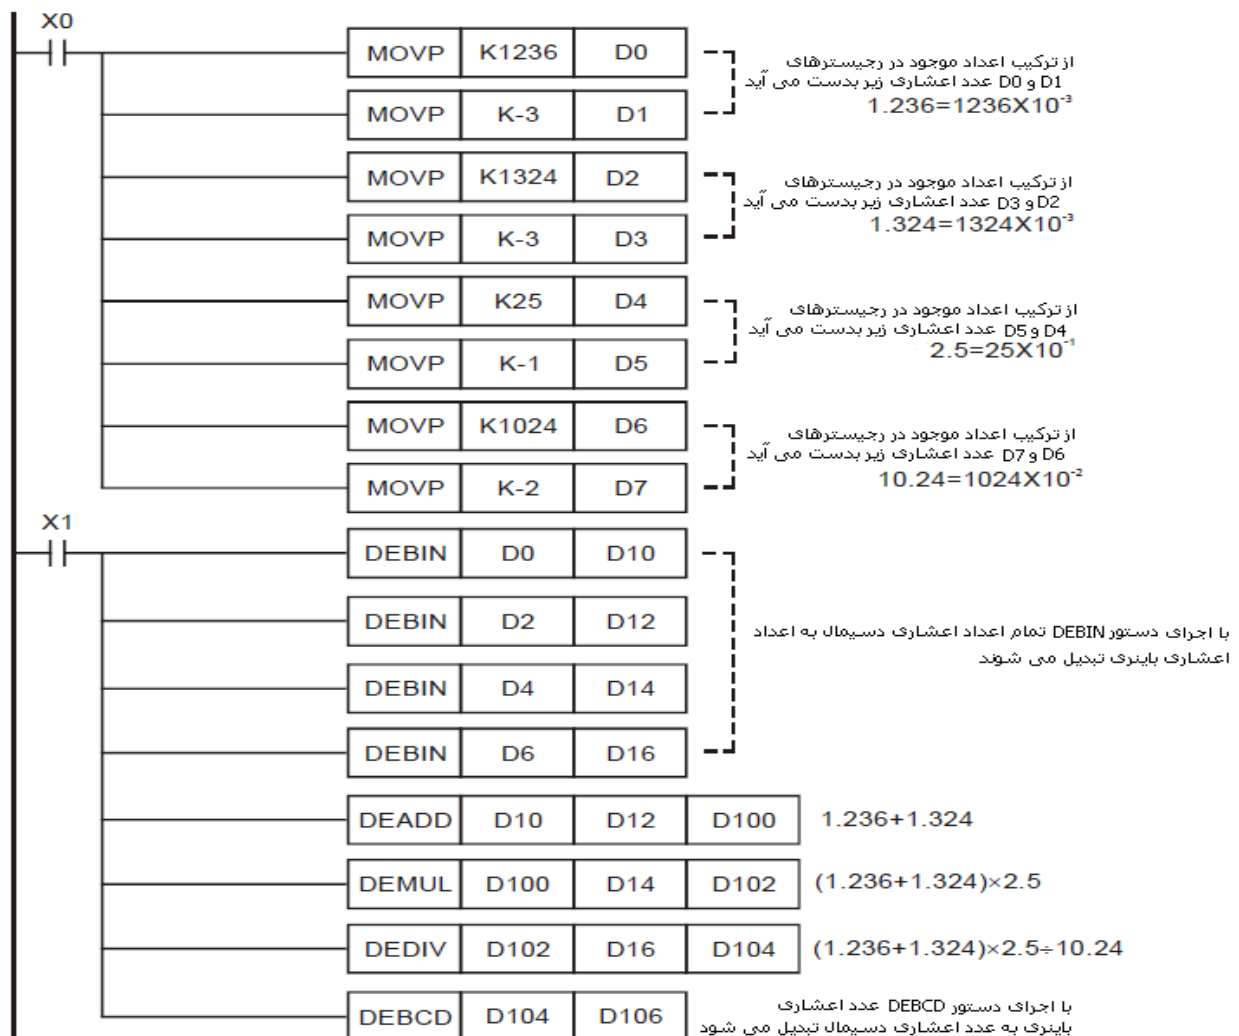 X0
MOVP K1236 D0
از ترکیب اعداد موجود در رجیسترهای
D0 و D1 عدد اعشاری زیر بدست می آید
1.236=1236X10⁻³
MOVP K-3 D1
MOVP K1324 D2
از ترکیب اعداد موجود در رجیسترهای
D2 و D3 عدد اعشاری زیر بدست می آید
1.324=1324X10⁻³
MOVP K-3 D3
MOVP K25 D4
از ترکیب اعداد موجود در رجیسترهای
D4 و D5 عدد اعشاری زیر بدست می آید
2.5=25X10⁻¹
MOVP K-1 D5
MOVP K1024 D6
از ترکیب اعداد موجود در رجیسترهای
D6 و D7 عدد اعشاری زیر بدست می آید
10.24=1024X10⁻²
MOVP K-2 D7
X1
DEBIN D0 D10
DEBIN D2 D12
با اجرای دستور DEBIN تمام اعداد اعشاری دسیمال به اعداد
اعشاری باینری تبدیل می شوند
DEBIN D4 D14
DEBIN D6 D16
DEADD D10 D12 D100 1.236+1.324
DEMUL D100 D14 D102 (1.236+1.324)×2.5
DEDIV D102 D16 D104 (1.236+1.324)×2.5÷10.24
DEBCD D104 D106
با اجرای دستور DEBCD عدد اعشاری
باینری به عدد اعشاری دسیمال تبدیل می شود